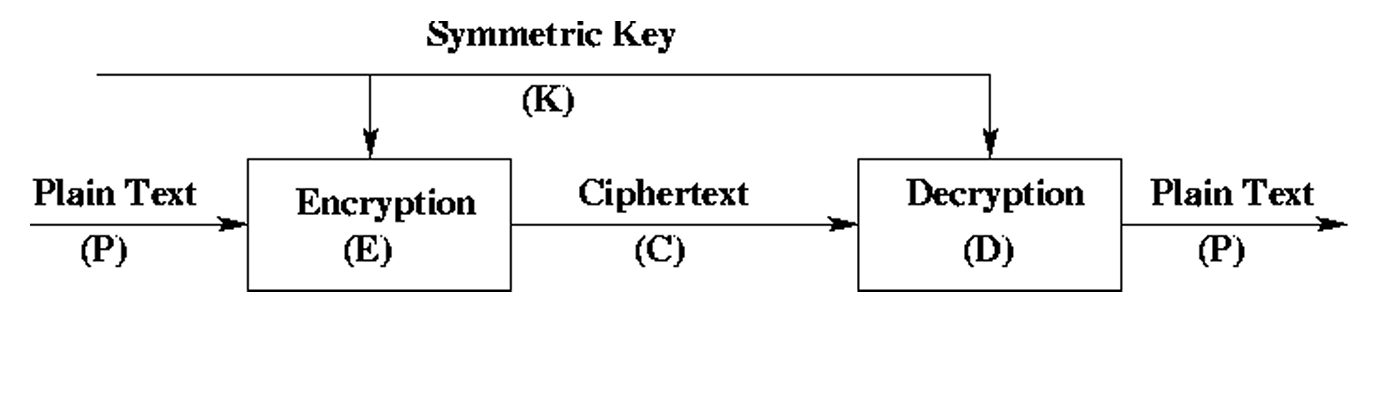 Symmetric Key
(K)
Plain Text
(P)
Encryption
(E)
Ciphertext
(C)
Decryption
(D)
Plain Text
(P)